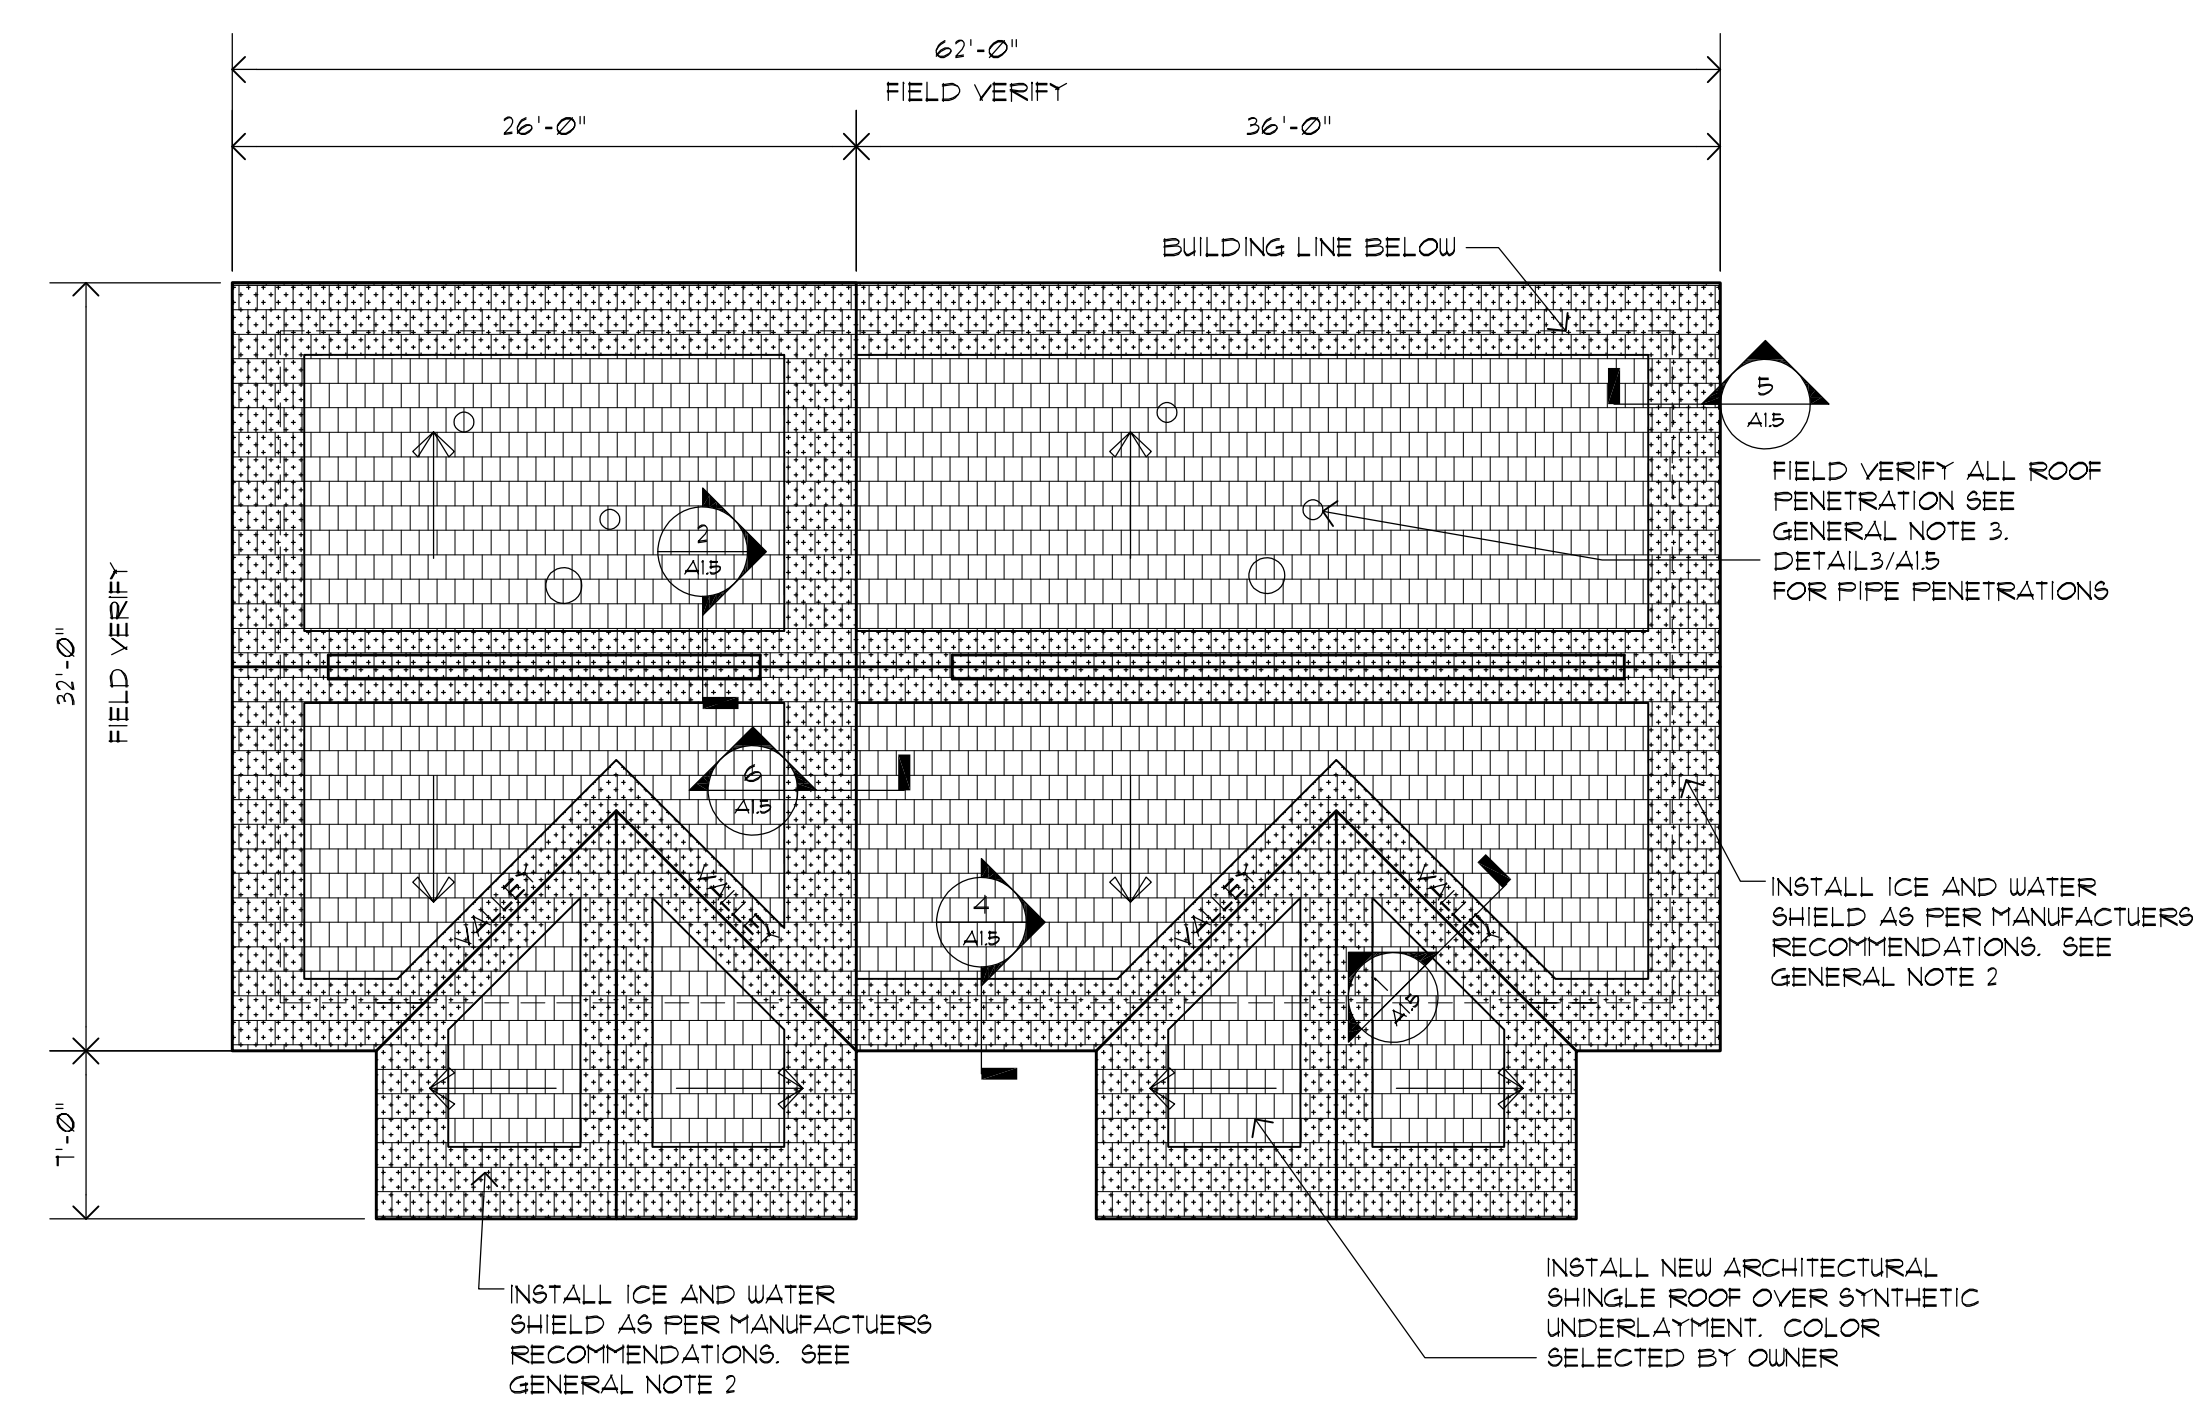 62'-0"
FIELD VERIFY
26'-0"
36'-0"
BUILDING LINE BELOW
5
A1.5
FIELD VERIFY ALL ROOF
PENETRATION SEE
GENERAL NOTE 3.
DETAIL3/A1.5
FOR PIPE PENETRATIONS
2
A1.5
32'-0"
FIELD VERIFY
6
A1.5
VALLEY
VALLEY
4
A1.5
VALLEY
VALLEY
1
A1.5
INSTALL ICE AND WATER
SHIELD AS PER MANUFACTUERS
RECOMMENDATIONS. SEE
GENERAL NOTE 2
7'-0"
INSTALL ICE AND WATER
SHIELD AS PER MANUFACTUERS
RECOMMENDATIONS. SEE
GENERAL NOTE 2
INSTALL NEW ARCHITECTURAL
SHINGLE ROOF OVER SYNTHETIC
UNDERLAYMENT. COLOR
SELECTED BY OWNER